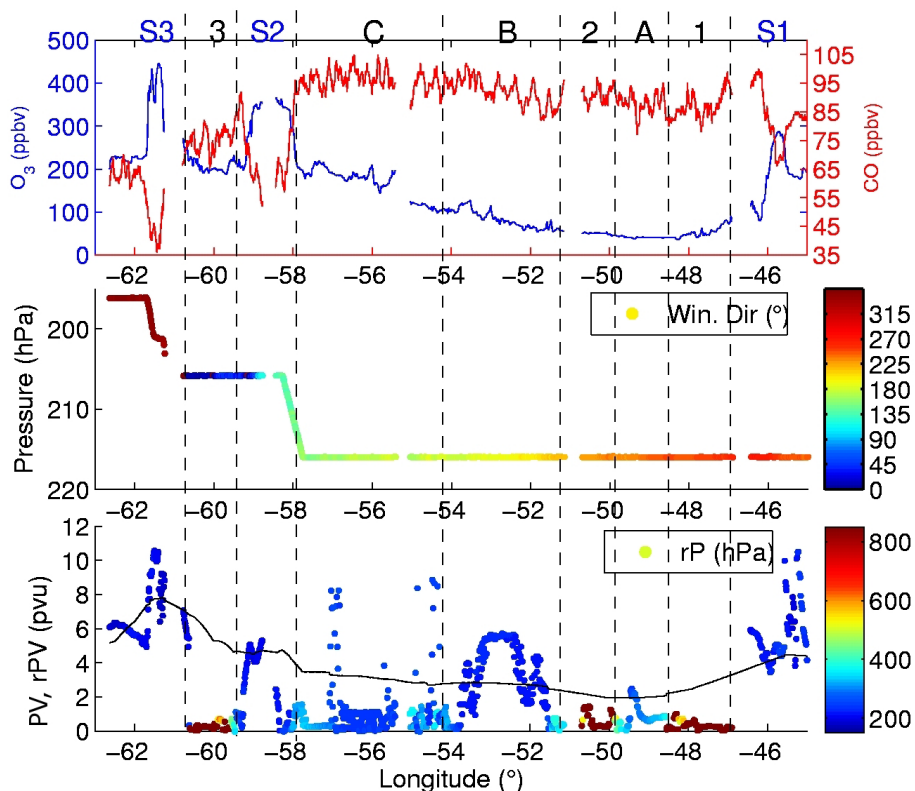 S3 3 S2 C B 2 A 1 S1
500 105
400 95
85
300 75
200 65
55
100 45
0 35
O3 (ppbv)
CO (ppbv)
−62 −60 −58 −56 −54 −52 −50 −48 −46
Win. Dir (°)
200
210
220
Pressure (hPa)
315
270
225
180
135
90
45
0
−62 −60 −58 −56 −54 −52 −50 −48 −46
rP (hPa)
12
10
8
6
4
2
0
PV, rPV (pvu)
800
600
400
200
−62 −60 −58 −56 −54 −52 −50 −48 −46
Longitude (°)